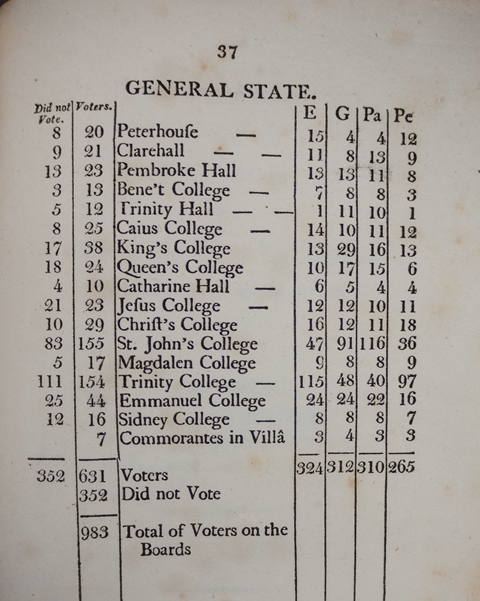 37
GENERAL STATE.
Did not Vote. Voters. E G Pa Pe
8 20 Peterhouſe — 15 4 4 12
9 21 Clarehall — — 11 8 13 9
13 23 Pembroke Hall 13 13 11 8
3 13 Bene't College — 7 8 8 3
5 12 Trinity Hall — — 1 11 10 1
8 25 Caius College — 14 10 11 12
17 38 King's College 13 29 16 13
18 24 Queen's College 10 17 15 6
4 10 Catharine Hall — 6 5 4 4
21 23 Jeſus College — 12 12 10 11
10 29 Chriſt's College 16 12 11 18
83 155 St. John's College 47 91 116 36
5 17 Magdalen College 9 8 8 9
111 154 Trinity College — 115 48 40 97
25 44 Emmanuel College 24 24 22 16
12 16 Sidney College — 8 8 8 7
7 Commorantes in Villâ 3 4 3 3
352 631 Voters 324 312 310 265
352 Did not Vote
983 Total of Voters on the
Boards